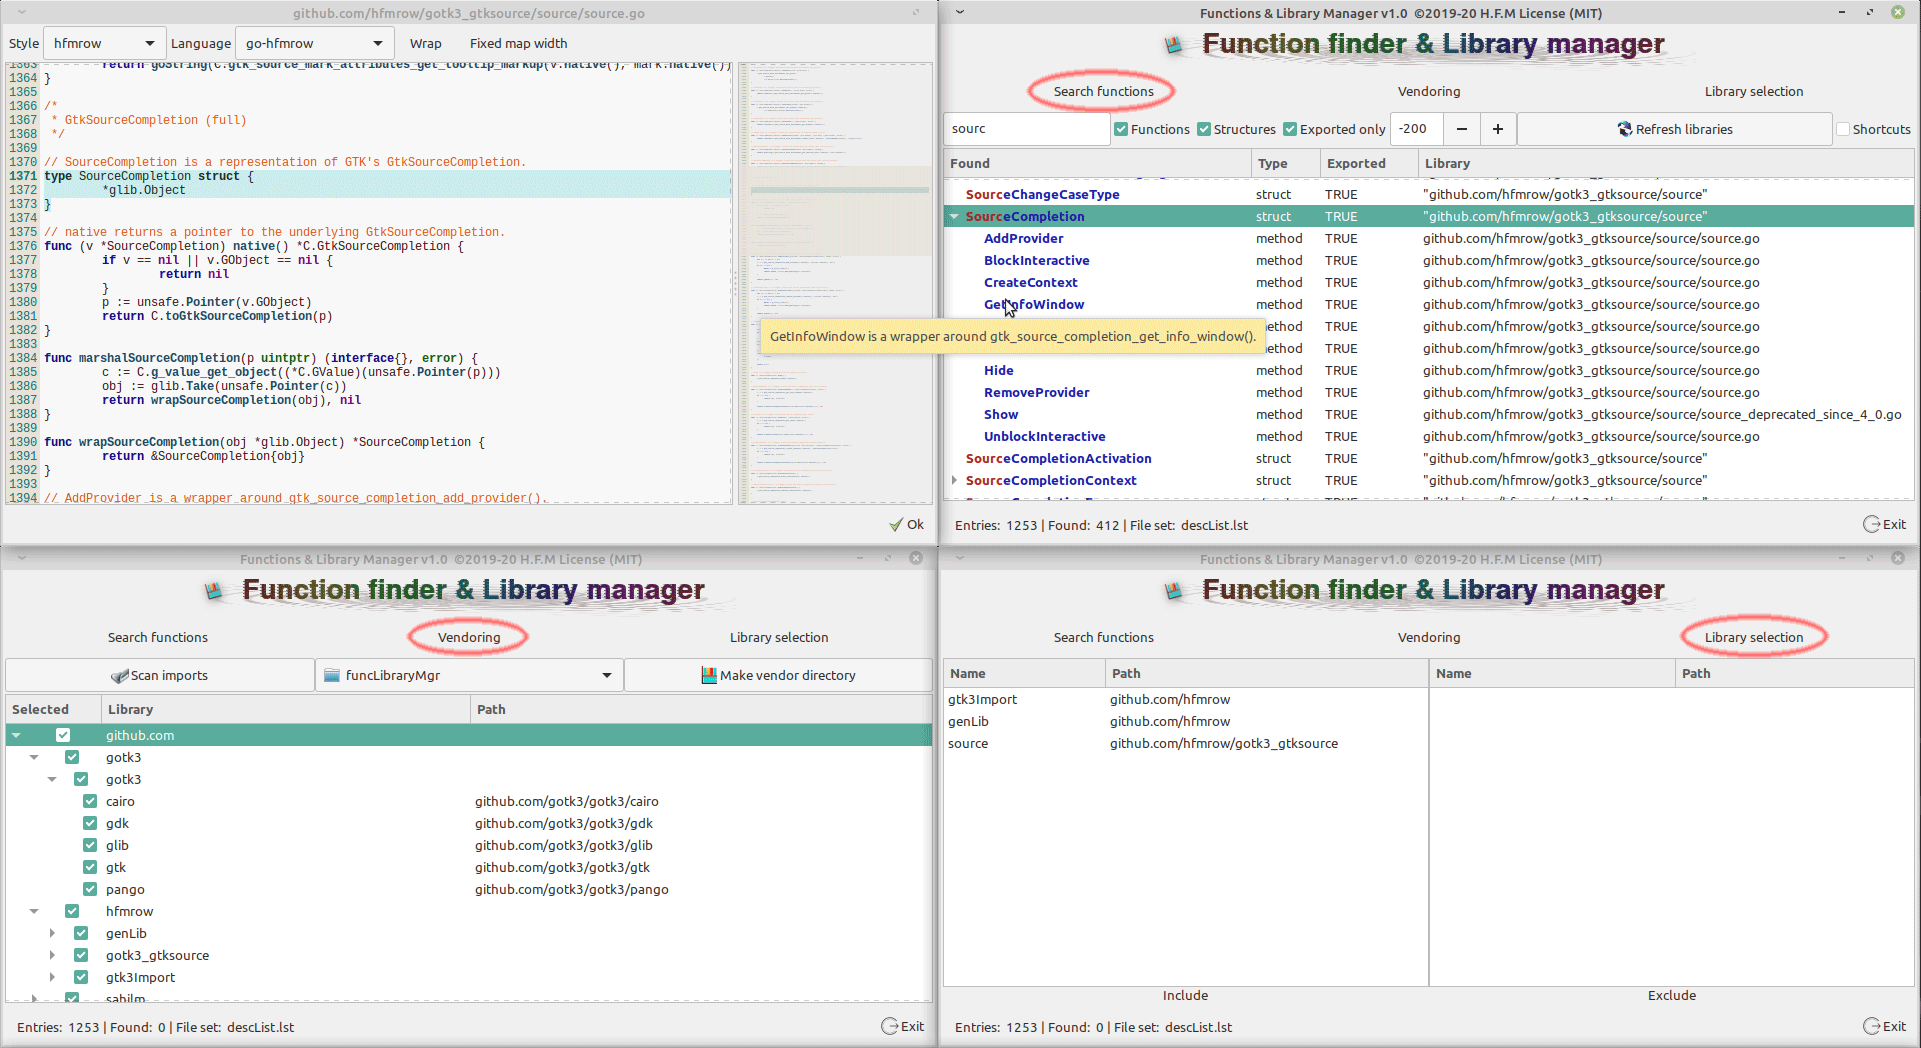 github.com/hfmrow/gotk3_gtksource/source/source.go
Style hfmrow Language go-hfmrow Wrap Fixed map width
1363 return goString(C.gtk_source_mark_attributes_get_tooltip_markup(v.native(), mark.native()))
1364 }
1365
1366 /*
1367  * GtkSourceCompletion (full)
1368  */
1369
1370 // SourceCompletion is a representation of GTK's GtkSourceCompletion.
1371 type SourceCompletion struct {
1372 *glib.Object
1373 }
1374
1375 // native returns a pointer to the underlying GtkSourceCompletion.
1376 func (v *SourceCompletion) native() *C.GtkSourceCompletion {
1377 if v == nil || v.GObject == nil {
1378 return nil
1379 }
1380 p := unsafe.Pointer(v.GObject)
1381 return C.toGtkSourceCompletion(p)
1382 }
1383
1384 func marshalSourceCompletion(p uintptr) (interface{}, error) {
1385 c := C.g_value_get_object((*C.GValue)(unsafe.Pointer(p)))
1386 obj := glib.Take(unsafe.Pointer(c))
1387 return wrapSourceCompletion(obj), nil
1388 }
1389
1390 func wrapSourceCompletion(obj *glib.Object) *SourceCompletion {
1391 return &SourceCompletion{obj}
1392 }
1393
1394 // AddProvider is a wrapper around gtk_source_completion_add_provider().
Ok
Functions & Library Manager v1.0 ©2019-20 H.F.M License (MIT)
Function finder & Library manager
Search functions Vendoring Library selection
sourc Functions Structures Exported only -200 − + Refresh libraries Shortcuts
Found Type Exported Library
SourceChangeCaseType struct TRUE "github.com/hfmrow/gotk3_gtksource/source"
SourceCompletion struct TRUE "github.com/hfmrow/gotk3_gtksource/source"
AddProvider method TRUE github.com/hfmrow/gotk3_gtksource/source/source.go
BlockInteractive method TRUE github.com/hfmrow/gotk3_gtksource/source/source.go
CreateContext method TRUE github.com/hfmrow/gotk3_gtksource/source/source.go
GetInfoWindow method TRUE github.com/hfmrow/gotk3_gtksource/source/source.go
TRUE github.com/hfmrow/gotk3_gtksource/source/source.go
GetInfoWindow is a wrapper around gtk_source_completion_get_info_window().
TRUE github.com/hfmrow/gotk3_gtksource/source/source.go
Hide method TRUE github.com/hfmrow/gotk3_gtksource/source/source.go
RemoveProvider method TRUE github.com/hfmrow/gotk3_gtksource/source/source.go
Show method TRUE github.com/hfmrow/gotk3_gtksource/source/source_deprecated_since_4_0.go
UnblockInteractive method TRUE github.com/hfmrow/gotk3_gtksource/source/source.go
SourceCompletionActivation struct TRUE "github.com/hfmrow/gotk3_gtksource/source"
SourceCompletionContext struct TRUE "github.com/hfmrow/gotk3_gtksource/source"
Entries: 1253 | Found: 412 | File set: descList.lst Exit
Functions & Library Manager v1.0 ©2019-20 H.F.M License (MIT)
Function finder & Library manager
Search functions Vendoring Library selection
Scan imports funcLibraryMgr Make vendor directory
Selected Library Path
github.com
gotk3
gotk3
cairo github.com/gotk3/gotk3/cairo
gdk github.com/gotk3/gotk3/gdk
glib github.com/gotk3/gotk3/glib
gtk github.com/gotk3/gotk3/gtk
pango github.com/gotk3/gotk3/pango
hfmrow
genLib
gotk3_gtksource
gtk3Import
sahilm
Entries: 1253 | Found: 0 | File set: descList.lst Exit
Functions & Library Manager v1.0 ©2019-20 H.F.M License (MIT)
Function finder & Library manager
Search functions Vendoring Library selection
Name Path Name Path
gtk3Import github.com/hfmrow
genLib github.com/hfmrow
source github.com/hfmrow/gotk3_gtksource
Include Exclude
Entries: 1253 | Found: 0 | File set: descList.lst Exit